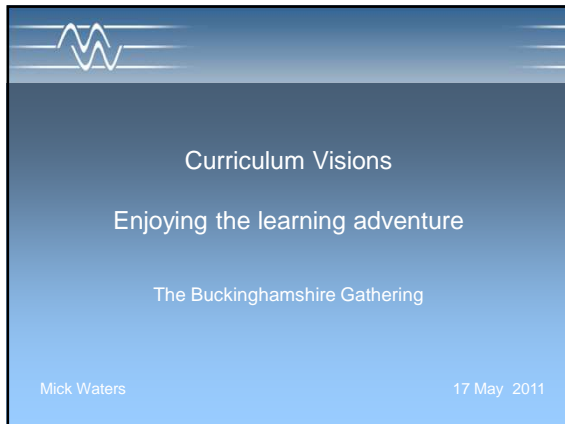 Curriculum Visions
Enjoying the learning adventure
The Buckinghamshire Gathering
Mick Waters 17 May 2011